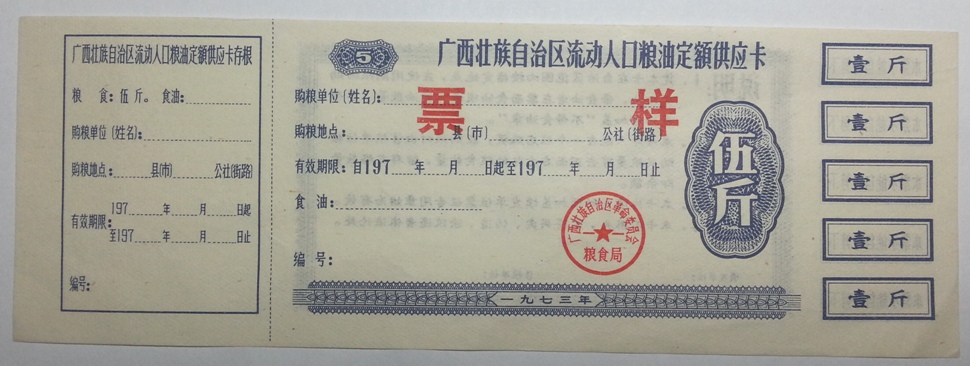 广西壮族自治区流动人口粮油定额供应卡存根
粮 食：伍 斤。 食油：
购粮单位（姓名）：
购粮地点： 县(市) 公社(街路)
有效期限： 197 年 月 日起
至197 年 月 日止
编号：
5
广西壮族自治区流动人口粮油定额供应卡
购粮单位（姓名）：
票样
购粮地点： 县（市） 公社（街路）
有效期限：自197 年 月 日起至197 年 月 日止
食 油：
编 号：
广西壮族自治区革命委员会
粮食局
一九七三年
伍斤
壹 斤
壹 斤
壹 斤
壹 斤
壹 斤